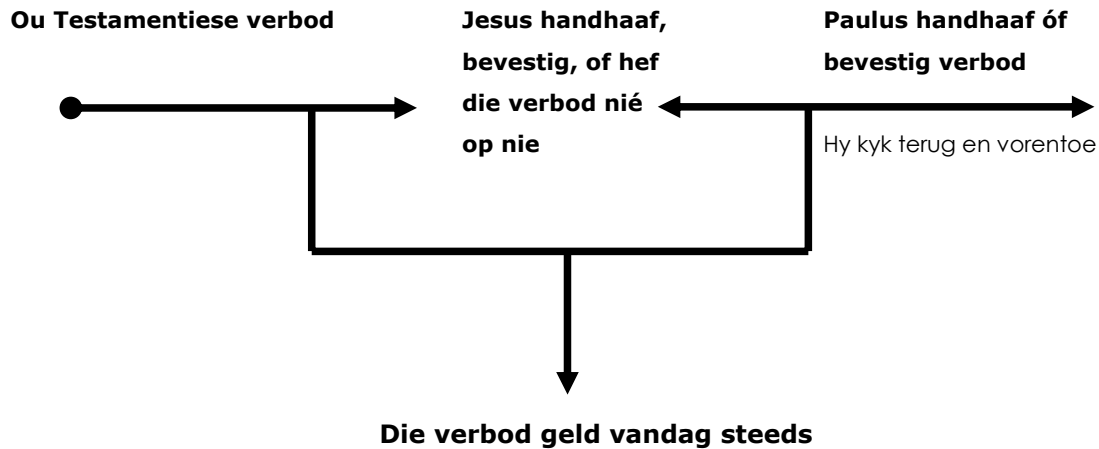 Ou Testamentiese verbod
Jesus handhaaf,
bevestig, of hef
die verbod nié
op nie
Paulus handhaaf óf
bevestig verbod
Hy kyk terug en vorentoe
Die verbod geld vandag steeds